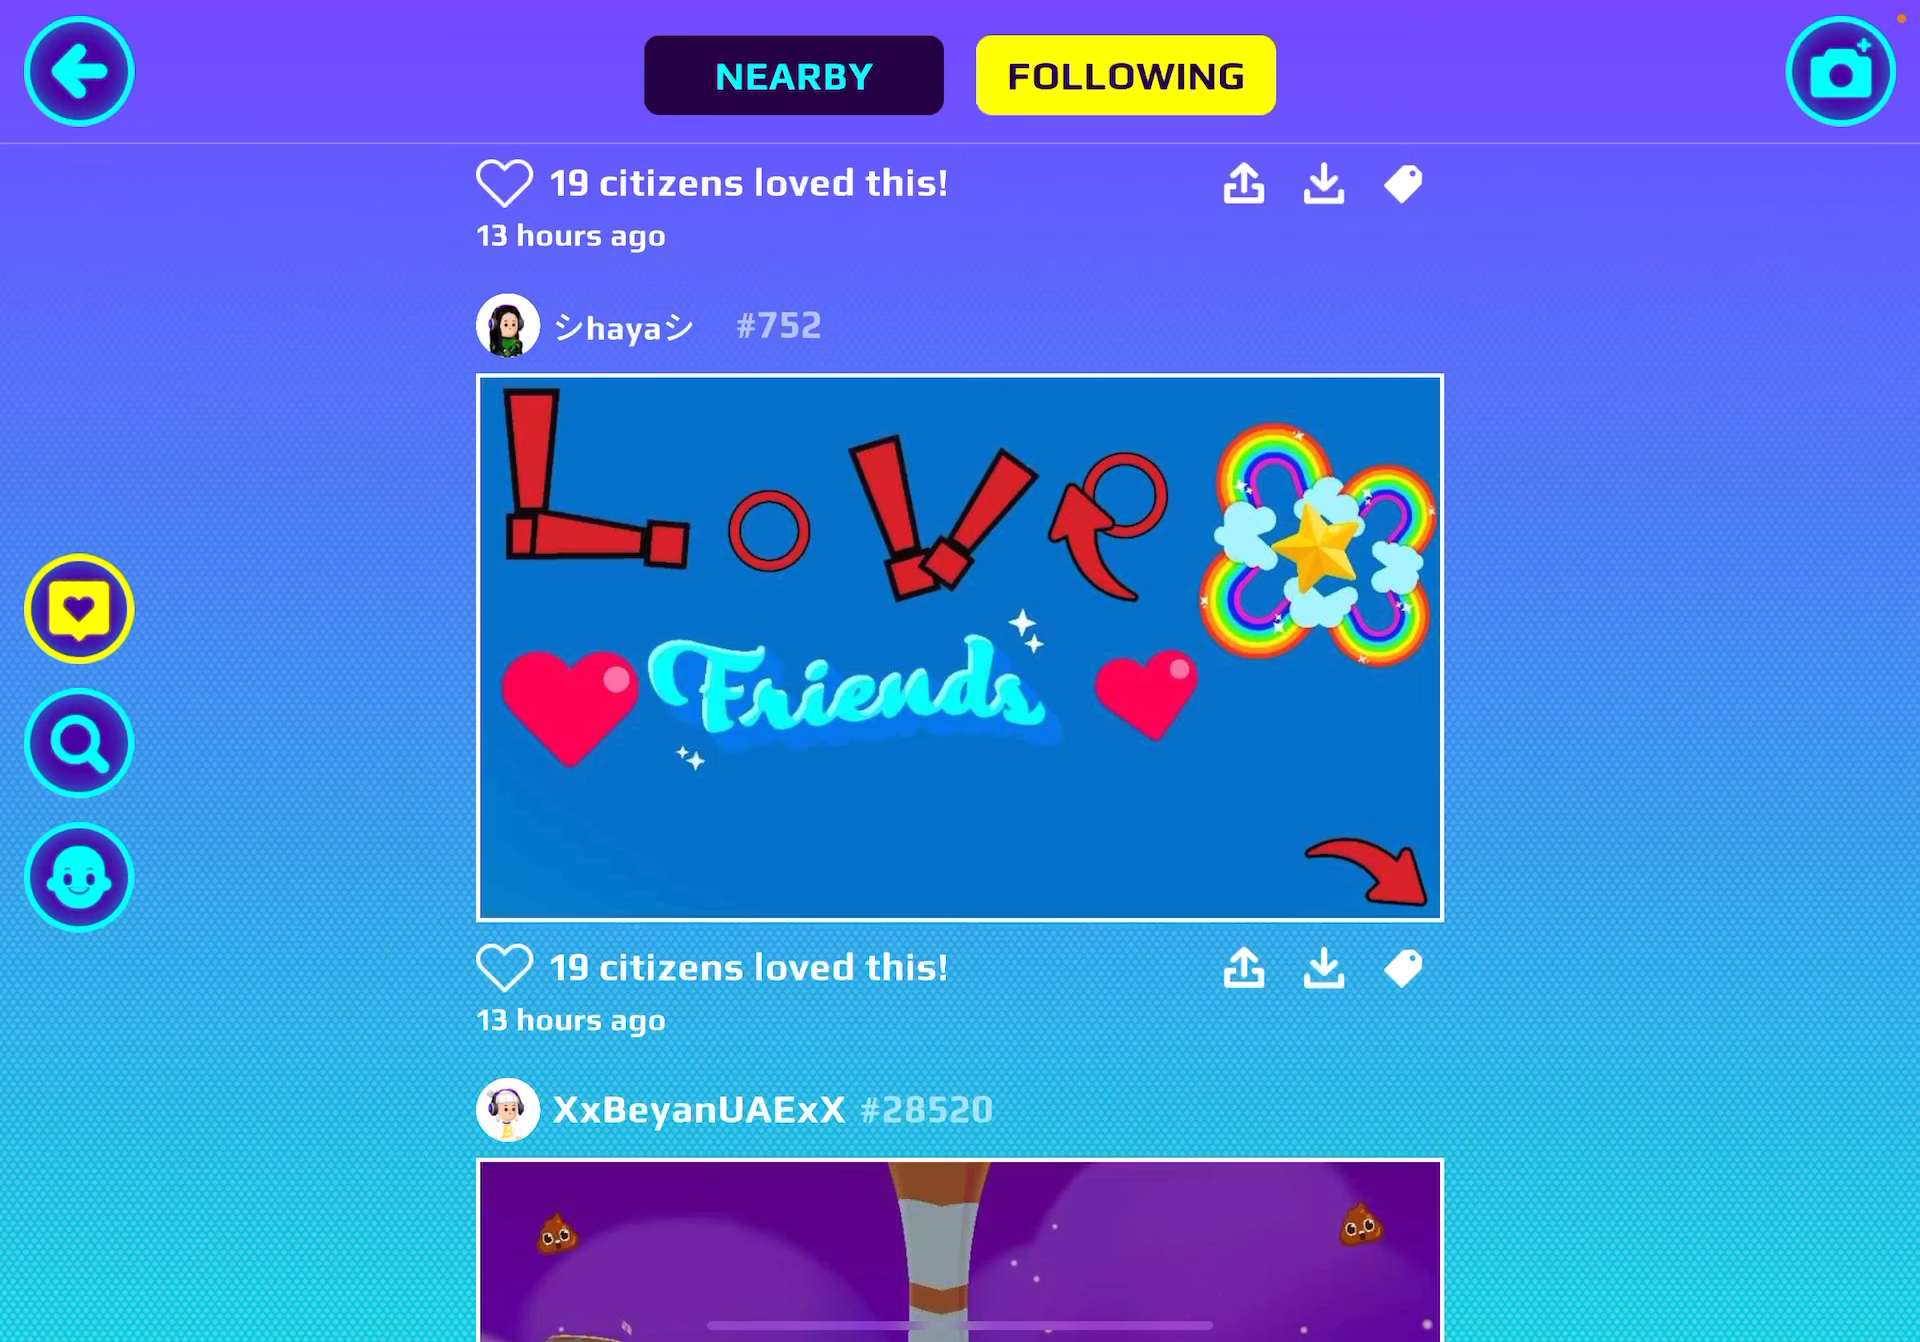 NEARBY
FOLLOWING
19 citizens loved this!
13 hours ago
シhayaシ #752
LoVe
Friends
19 citizens loved this!
13 hours ago
XxBeyanUAExX #28520